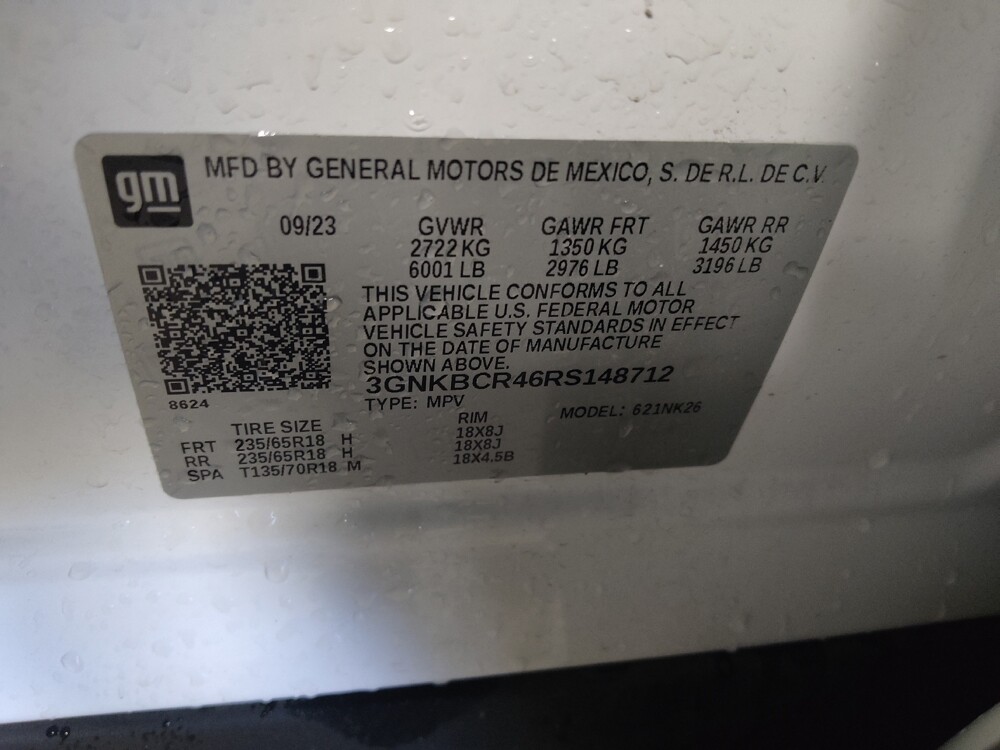 gm
MFD BY GENERAL MOTORS DE MEXICO, S. DE R.L. DE C.V.
09/23 GVWR GAWR FRT GAWR RR
2722 KG 1350 KG 1450 KG
6001 LB 2976 LB 3196 LB
THIS VEHICLE CONFORMS TO ALL
APPLICABLE U.S. FEDERAL MOTOR
VEHICLE SAFETY STANDARDS IN EFFECT
ON THE DATE OF MANUFACTURE
SHOWN ABOVE.
3GNKBCR46RS148712
8624
TYPE: MPV MODEL: 621NK26
TIRE SIZE RIM
FRT 235/65R18 H 18X8J
RR 235/65R18 H 18X8J
SPA T135/70R18 M 18X4.5B